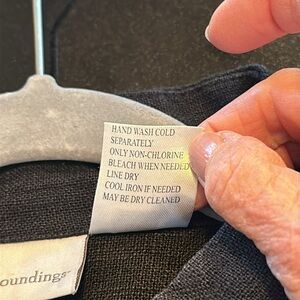 HAND WASH COLD
SEPARATELY
ONLY NON-CHLORINE
BLEACH WHEN NEEDED
LINE DRY
COOL IRON IF NEEDED
MAY BE DRY CLEANED
oundings